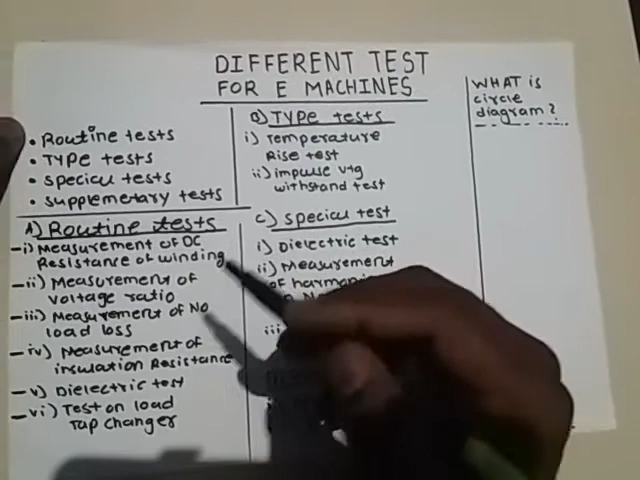 DIFFERENT TEST
FOR E MACHINES
• Routine tests
• TYPE tests
• special tests
• supplementary tests
A) Routine tests
– i) Measurement of DC
Resistance of winding
– ii) Measurement of
voltage ratio
– iii) Measurement of No
load loss
– iv) Measurement of
insulation Resistance
– v) Dielectric test
– vi) Test on load
Tap changer
B) TYPE tests
i) Temperature
Rise test
ii) impulse vtg
withstand test
C) special test
i) Dielectric test
ii) Measurement
of harmonic
iii
WHAT is
circle
diagram?